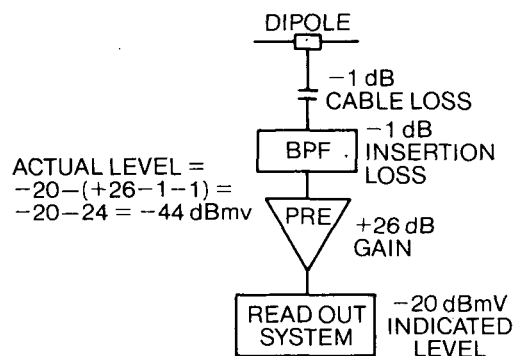 DIPOLE
−1 dB
CABLE LOSS
BPF
−1 dB
INSERTION
LOSS
ACTUAL LEVEL =
−20−(+26−1−1) =
−20−24 = −44 dBmv
PRE
+26 dB
GAIN
READ OUT
SYSTEM
−20 dBmV
INDICATED
LEVEL